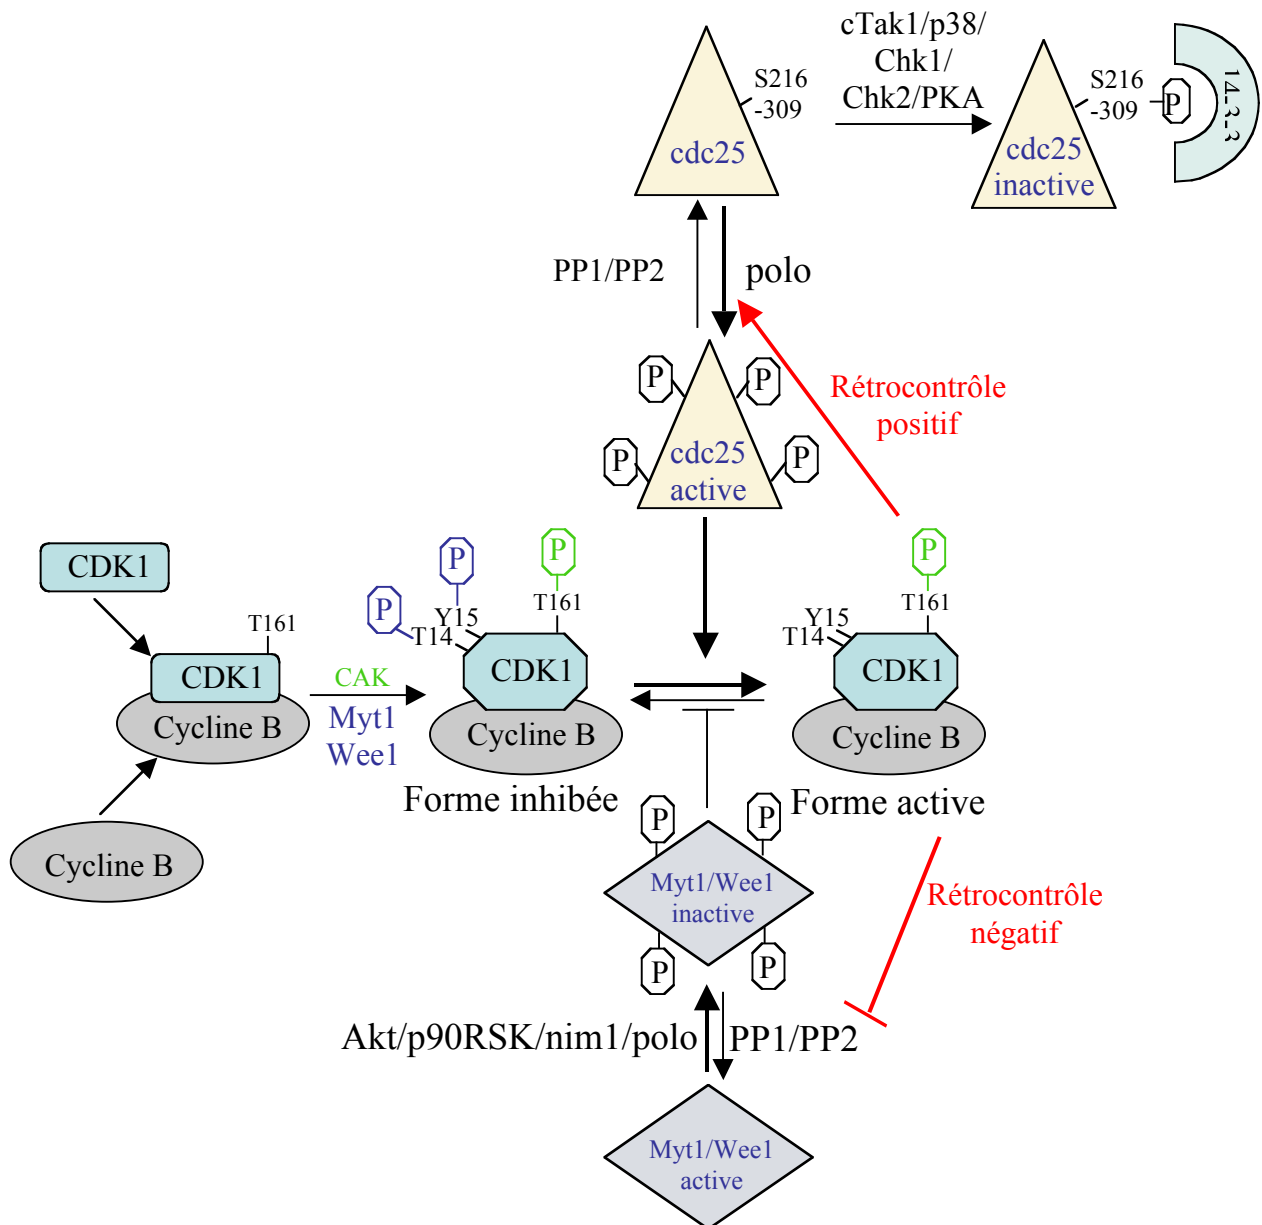 cTak1/p38/
Chk1/
Chk2/PKA
S216
-309
cdc25
S216
-309
P
14-3-3
cdc25
inactive
PP1/PP2
polo
P
P
Rétrocontrôle
positif
P
P
cdc25
active
CDK1
P
P
P
P
T161
Y15
T14
T161
Y15
T14
T161
CDK1
CDK1
CDK1
CAK
Myt1
Wee1
Cycline B
Cycline B
Cycline B
Forme inhibée
Forme active
Cycline B
P
P
Myt1/Wee1
inactive
Rétrocontrôle
négatif
P
P
Akt/p90RSK/nim1/polo
PP1/PP2
Myt1/Wee1
active